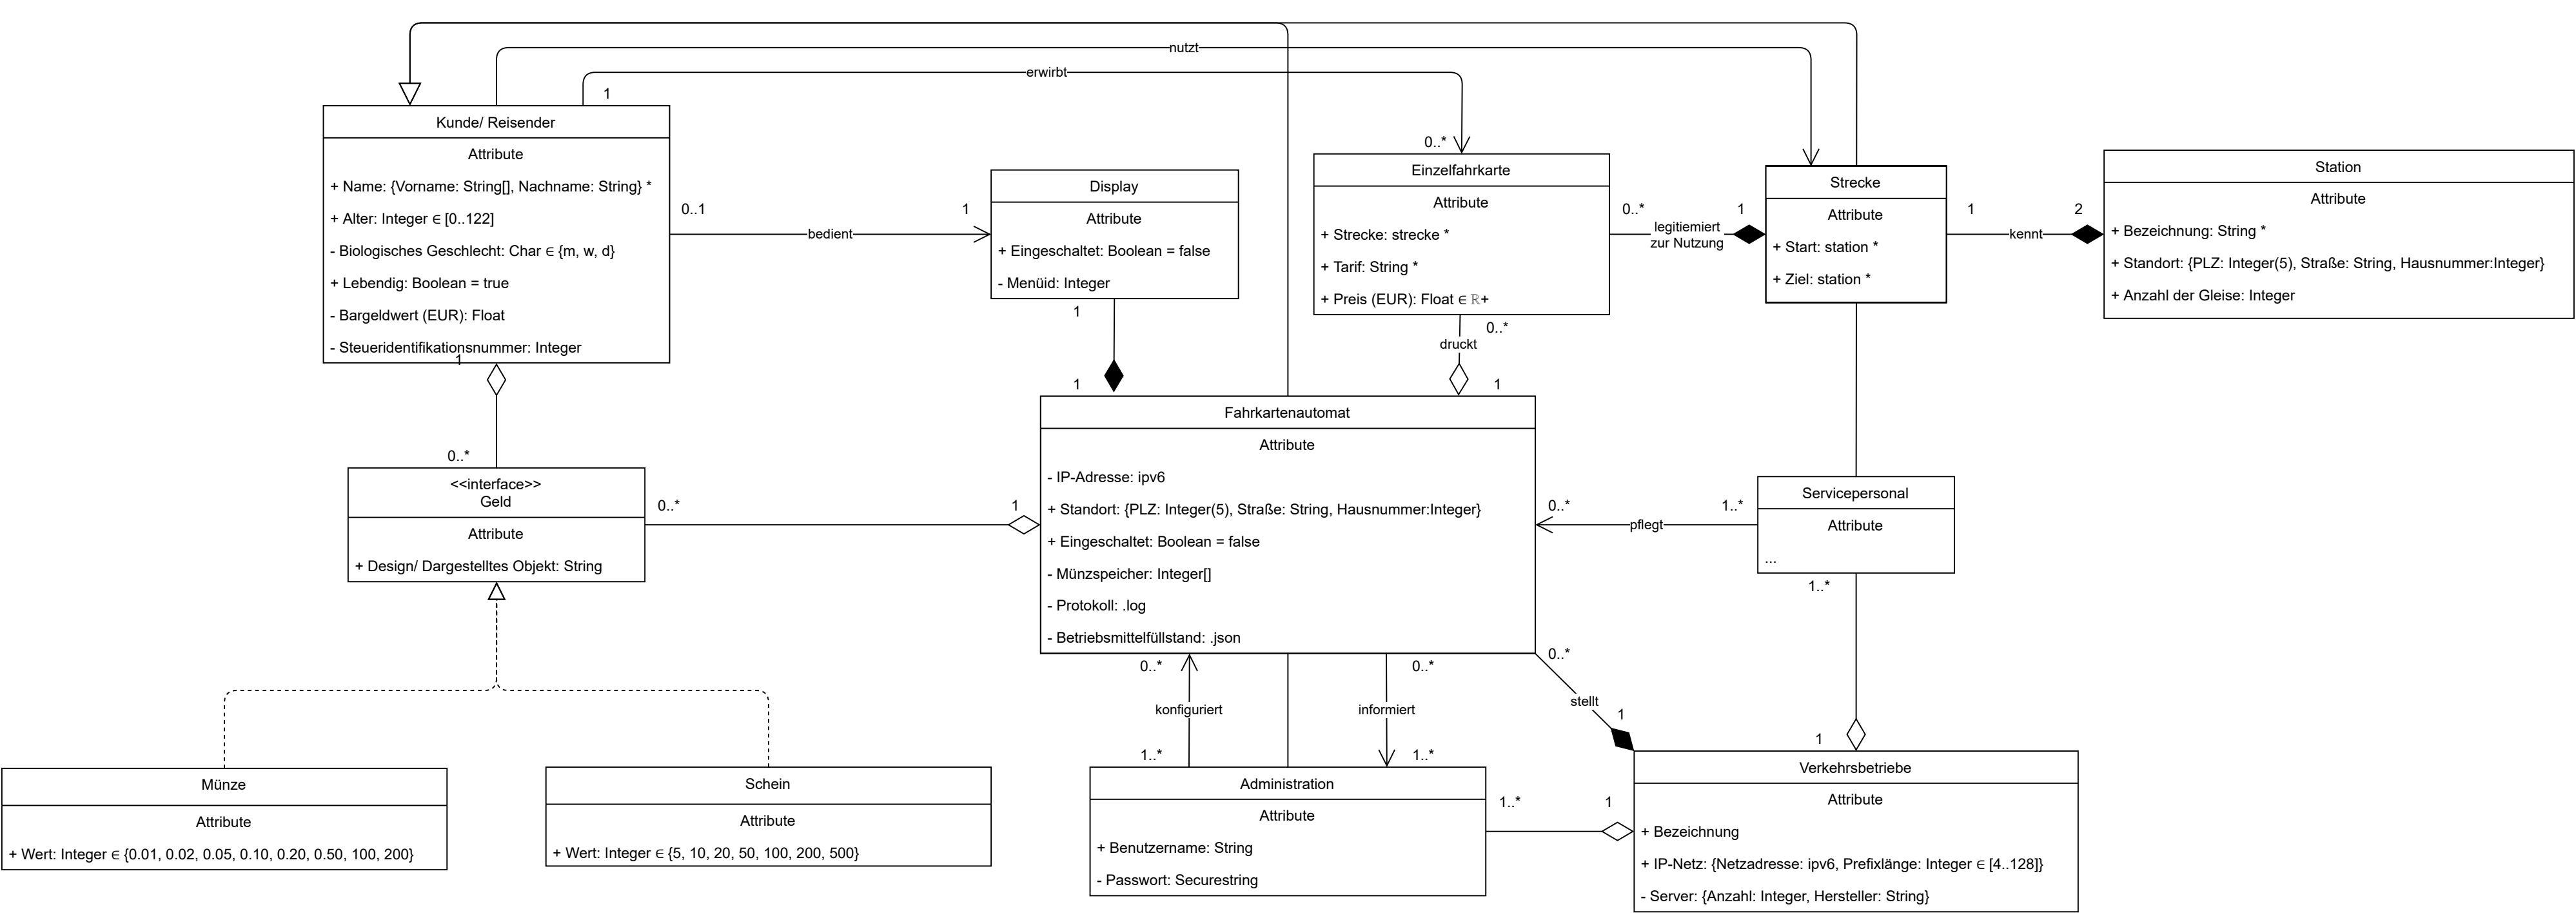 nutzt
erwirbt
1
Kunde/ Reisender
Attribute
+ Name: {Vorname: String[], Nachname: String} *
+ Alter: Integer ∈ [0..122]
- Biologisches Geschlecht: Char ∈ {m, w, d}
+ Lebendig: Boolean = true
- Bargeldwert (EUR): Float
- Steueridentifikationsnummer: Integer
1
0..1
bedient
1
Display
Attribute
+ Eingeschaltet: Boolean = false
- Menüid: Integer
1
1
0..*
Einzelfahrkarte
Attribute
+ Strecke: strecke *
+ Tarif: String *
+ Preis (EUR): Float ∈ ℝ+
0..*
druckt
1
0..*
legitiemiert
zur Nutzung
1
Strecke
Attribute
+ Start: station *
+ Ziel: station *
1
kennt
2
Station
Attribute
+ Bezeichnung: String *
+ Standort: {PLZ: Integer(5), Straße: String, Hausnummer:Integer}
+ Anzahl der Gleise: Integer
0..*
<<interface>>
Geld
Attribute
+ Design/ Dargestelltes Objekt: String
0..*
1
Fahrkartenautomat
Attribute
- IP-Adresse: ipv6
+ Standort: {PLZ: Integer(5), Straße: String, Hausnummer:Integer}
+ Eingeschaltet: Boolean = false
- Münzspeicher: Integer[]
- Protokoll: .log
- Betriebsmittelfüllstand: .json
0..*
pflegt
1..*
Servicepersonal
Attribute
...
1..*
0..*
konfiguriert
1..*
0..*
informiert
1..*
0..*
stellt
1
1
Münze
Attribute
+ Wert: Integer ∈ {0.01, 0.02, 0.05, 0.10, 0.20, 0.50, 100, 200}
Schein
Attribute
+ Wert: Integer ∈ {5, 10, 20, 50, 100, 200, 500}
Administration
Attribute
+ Benutzername: String
- Passwort: Securestring
1..*
1
Verkehrsbetriebe
Attribute
+ Bezeichnung
+ IP-Netz: {Netzadresse: ipv6, Prefixlänge: Integer ∈ [4..128]}
- Server: {Anzahl: Integer, Hersteller: String}